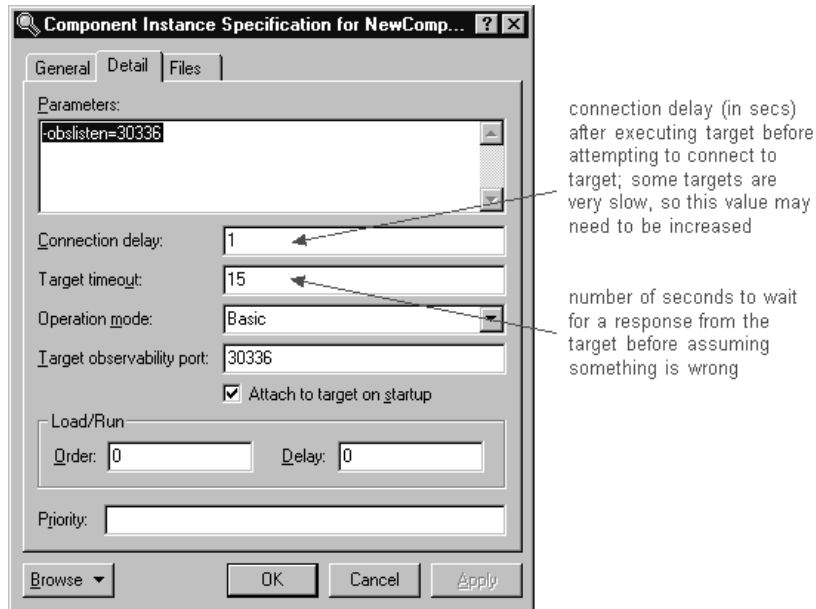 Component Instance Specification for NewComp...
General Detail Files
Parameters:
-obslisten=30336
Connection delay: 1
Target timeout: 15
Operation mode: Basic
Target observability port: 30336
Attach to target on startup
Load/Run
Order: 0 Delay: 0
Priority:
Browse OK Cancel Apply
connection delay (in secs)
after executing target before
attempting to connect to
target; some targets are
very slow, so this value may
need to be increased
number of seconds to wait
for a response from the
target before assuming
something is wrong